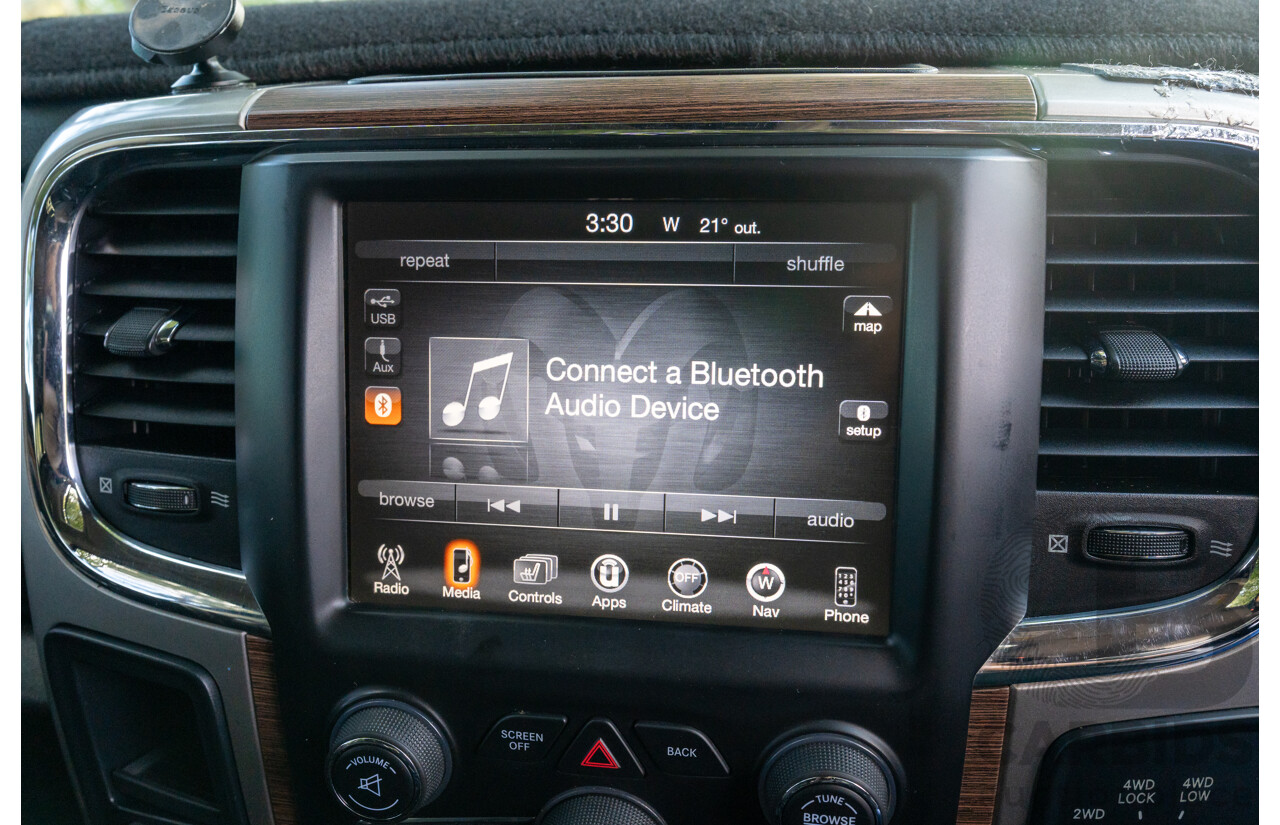 3:30 W 21° out.
repeat shuffle
USB
map
Aux
Connect a Bluetooth
Audio Device
setup
browse audio
Radio Media Controls Apps OFF Climate W Nav Phone
SCREEN
OFF
BACK
VOLUME
TUNE
BROWSE
4WD
LOCK
4WD
LOW
2WD